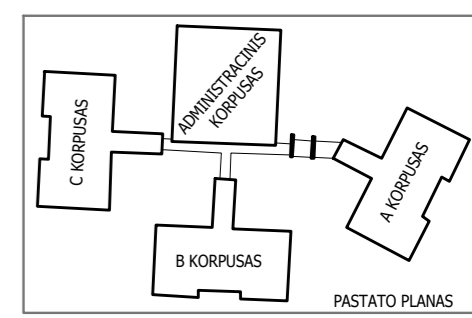 ADMINISTRACINIS
KORPUSAS
C KORPUSAS
A KORPUSAS
B KORPUSAS
PASTATO PLANAS